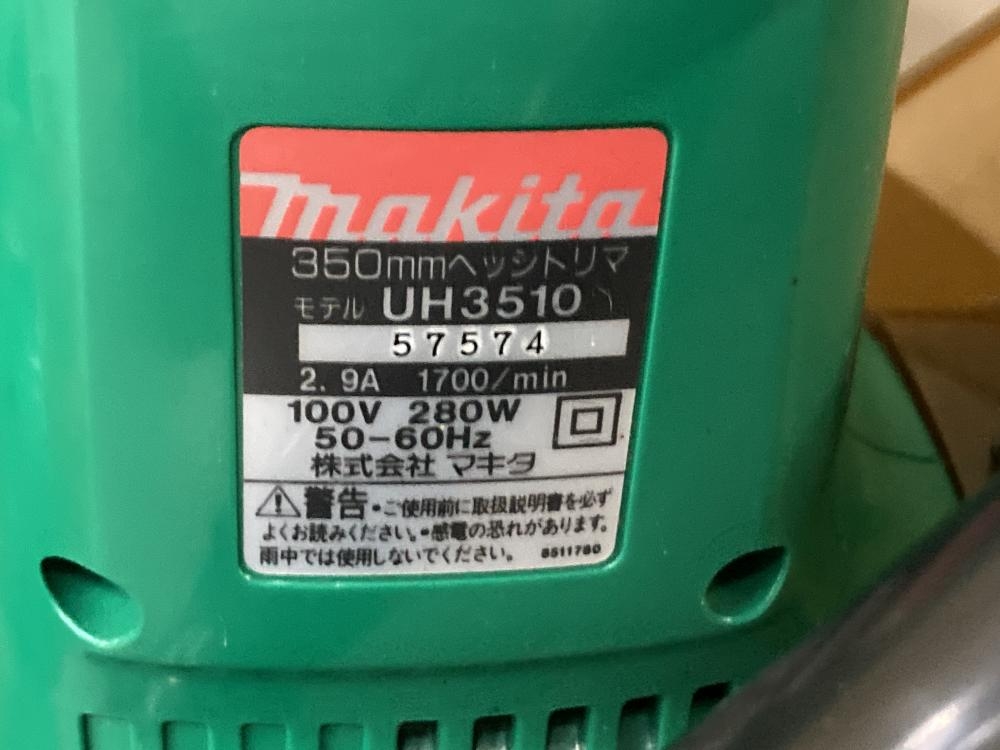 makita
350mmヘッジトリマ
モデル UH3510
57574
2.9A 1700/min
100V 280W
50-60Hz
株式会社 マキタ
警告・ご使用前に取扱説明書を必ず
よくお読みください。・感電の恐れがあります。
雨中では使用しないでください。 8511780